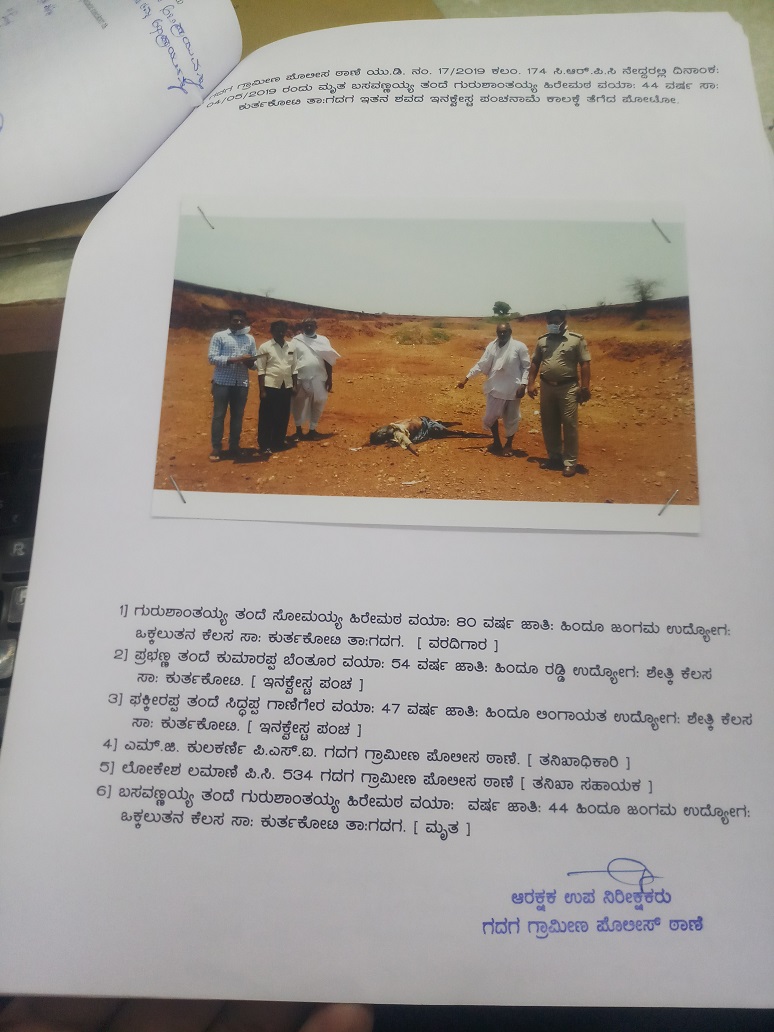 ಗದಗ ಗ್ರಾಮೀಣ ಪೊಲೀಸ ಠಾಣೆ ಯು.ಡಿ. ನಂ. 17/2019 ಕಲಂ. 174 ಸಿ.ಆರ್.ಪಿ.ಸಿ ನೇದ್ದರಲ್ಲಿ ದಿನಾಂಕ:
04/05/2019 ರಂದು ಮೃತ ಬಸವಣ್ಣಯ್ಯ ತಂದೆ ಗುರುಶಾಂತಯ್ಯ ಹಿರೇಮಠ ವಯಾ: 44 ವರ್ಷ ಸಾ:
ಕುರ್ತಕೋಟಿ ತಾ:ಗದಗ ಇತನ ಶವದ ಇನಕ್ವೇಸ್ಟ ಪಂಚನಾಮೆ ಕಾಲಕ್ಕೆ ತೆಗೆದ ಪೋಟೋ.
1] ಗುರುಶಾಂತಯ್ಯ ತಂದೆ ಸೋಮಯ್ಯ ಹಿರೇಮಠ ವಯಾ: 80 ವರ್ಷ ಜಾತಿ: ಹಿಂದೂ ಜಂಗಮ ಉದ್ಯೋಗ:
ಒಕ್ಕಲುತನ ಕೆಲಸ ಸಾ: ಕುರ್ತಕೋಟಿ ತಾ:ಗದಗ. [ ವರದಿಗಾರ ]
2] ಪ್ರಭಣ್ಣ ತಂದೆ ಕುಮಾರಪ್ಪ ಬೆಂತೂರ ವಯಾ: 54 ವರ್ಷ ಜಾತಿ: ಹಿಂದೂ ರಡ್ಡಿ ಉದ್ಯೋಗ: ಶೇತ್ಕಿ ಕೆಲಸ
ಸಾ: ಕುರ್ತಕೋಟಿ. [ ಇನಕ್ವೇಸ್ಟ ಪಂಚ ]
3] ಫಕ್ಕೀರಪ್ಪ ತಂದೆ ಸಿದ್ಧಪ್ಪ ಗಾಣಿಗೇರ ವಯಾ: 47 ವರ್ಷ ಜಾತಿ: ಹಿಂದೂ ಲಿಂಗಾಯತ ಉದ್ಯೋಗ: ಶೇತ್ಕಿ ಕೆಲಸ
ಸಾ: ಕುರ್ತಕೋಟಿ. [ ಇನಕ್ವೇಸ್ಟ ಪಂಚ ]
4] ಎಮ್.ಜಿ. ಕುಲಕರ್ಣಿ ಪಿ.ಎಸ್.ಐ. ಗದಗ ಗ್ರಾಮೀಣ ಪೊಲೀಸ ಠಾಣೆ. [ ತನಿಖಾಧಿಕಾರಿ ]
5] ಲೋಕೇಶ ಲಮಾಣಿ ಪಿ.ಸಿ. 534 ಗದಗ ಗ್ರಾಮೀಣ ಪೊಲೀಸ ಠಾಣೆ [ ತನಿಖಾ ಸಹಾಯಕ ]
6] ಬಸವಣ್ಣಯ್ಯ ತಂದೆ ಗುರುಶಾಂತಯ್ಯ ಹಿರೇಮಠ ವಯಾ: ವರ್ಷ ಜಾತಿ: 44 ಹಿಂದೂ ಜಂಗಮ ಉದ್ಯೋಗ:
ಒಕ್ಕಲುತನ ಕೆಲಸ ಸಾ: ಕುರ್ತಕೋಟಿ ತಾ:ಗದಗ. [ ಮೃತ ]
ಆರಕ್ಷಕ ಉಪ ನಿರೀಕ್ಷಕರು
ಗದಗ ಗ್ರಾಮೀಣ ಪೊಲೀಸ್ ಠಾಣೆ